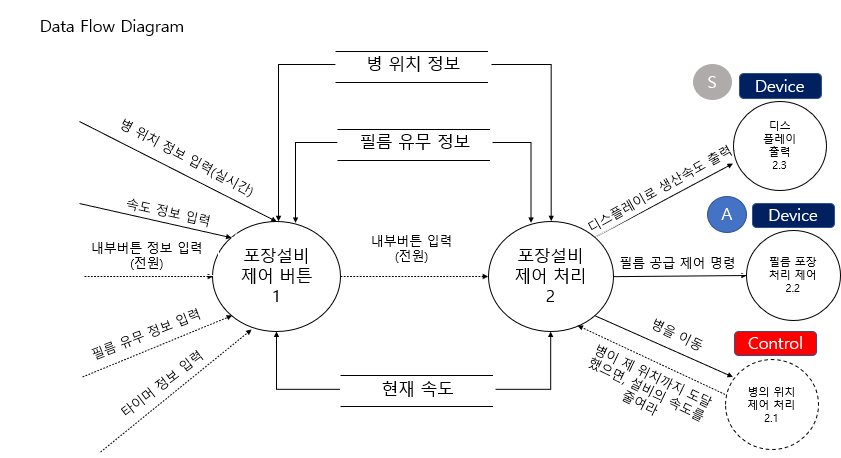 Data Flow Diagram
병 위치 정보
필름 유무 정보
병 위치 정보 입력(실시간)
속도 정보 입력
내부버튼 정보 입력
(전원)
필름 유무 정보 입력
타이머 정보 입력
포장설비
제어 버튼
1
내부버튼 입력
(전원)
포장설비
제어 처리
2
현재 속도
디스플레이로 생산속도 출력
S
Device
디스
플레이
출력
2.3
A
Device
필름 공급 제어 명령
필름 포장
처리 제어
2.2
병을 이동
Control
병이 제 위치까지 도달
했으면, 설비의 속도를
줄여라
병의 위치
제어 처리
2.1